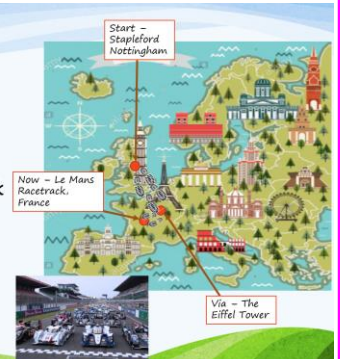 Start –
Stapleford
Nottingham
Now – Le Mans
Racetrack.
France
Via – The
Eiffel Tower